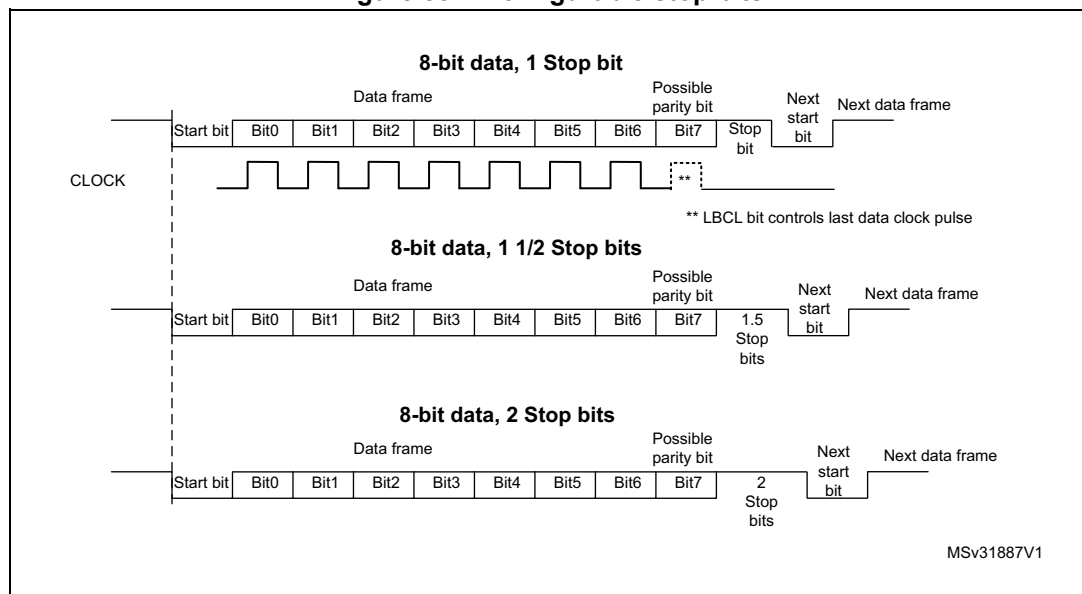 8-bit data, 1 Stop bit
Data frame
Possible
parity bit
Next
start
bit
Next data frame
Start bit Bit0 Bit1 Bit2 Bit3 Bit4 Bit5 Bit6 Bit7 Stop
bit
CLOCK
**
** LBCL bit controls last data clock pulse
8-bit data, 1 1/2 Stop bits
Data frame
Possible
parity bit
Next
start
bit
Next data frame
Start bit Bit0 Bit1 Bit2 Bit3 Bit4 Bit5 Bit6 Bit7 1.5
Stop
bits
8-bit data, 2 Stop bits
Data frame
Possible
parity bit
Next
start
bit
Next data frame
Start bit Bit0 Bit1 Bit2 Bit3 Bit4 Bit5 Bit6 Bit7 2
Stop
bits
MSv31887V1